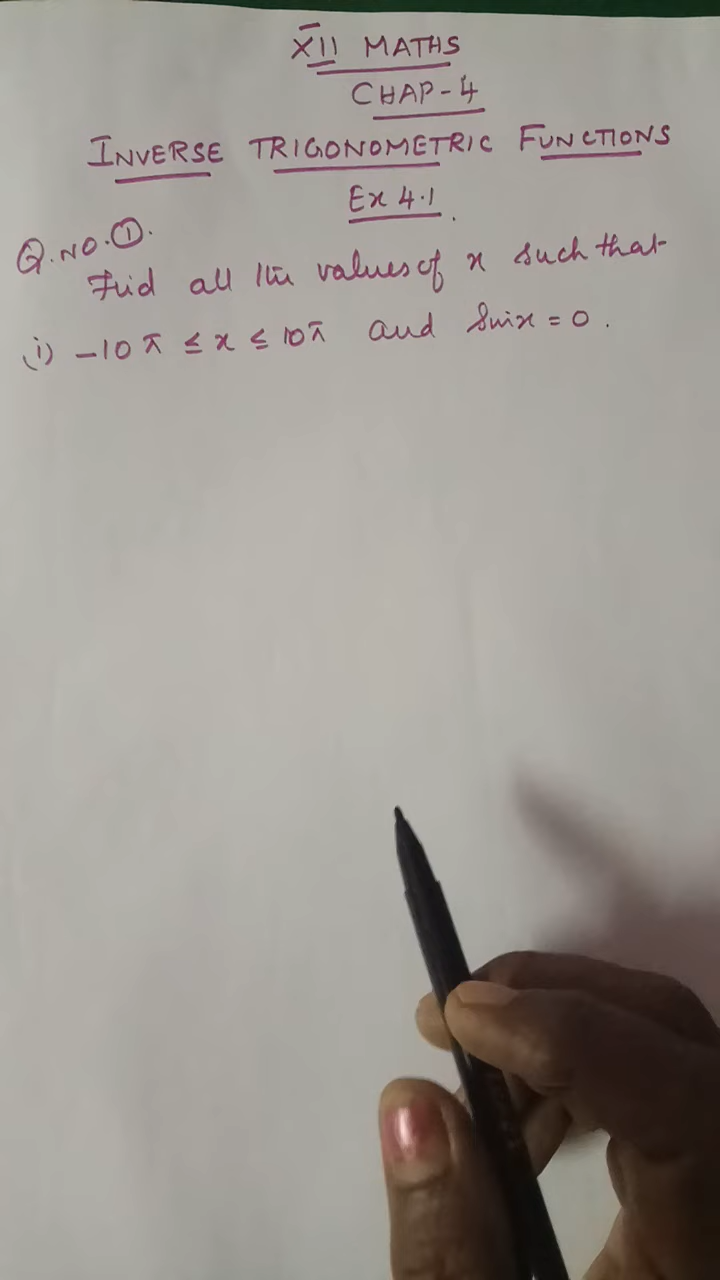 XII MATHS
CHAP-4
INVERSE TRIGONOMETRIC FUNCTIONS
Ex 4.1.
Q.NO.①.
Find all the values of x such that
(i) -10π ≤ x ≤ 10π and Sin x = 0.